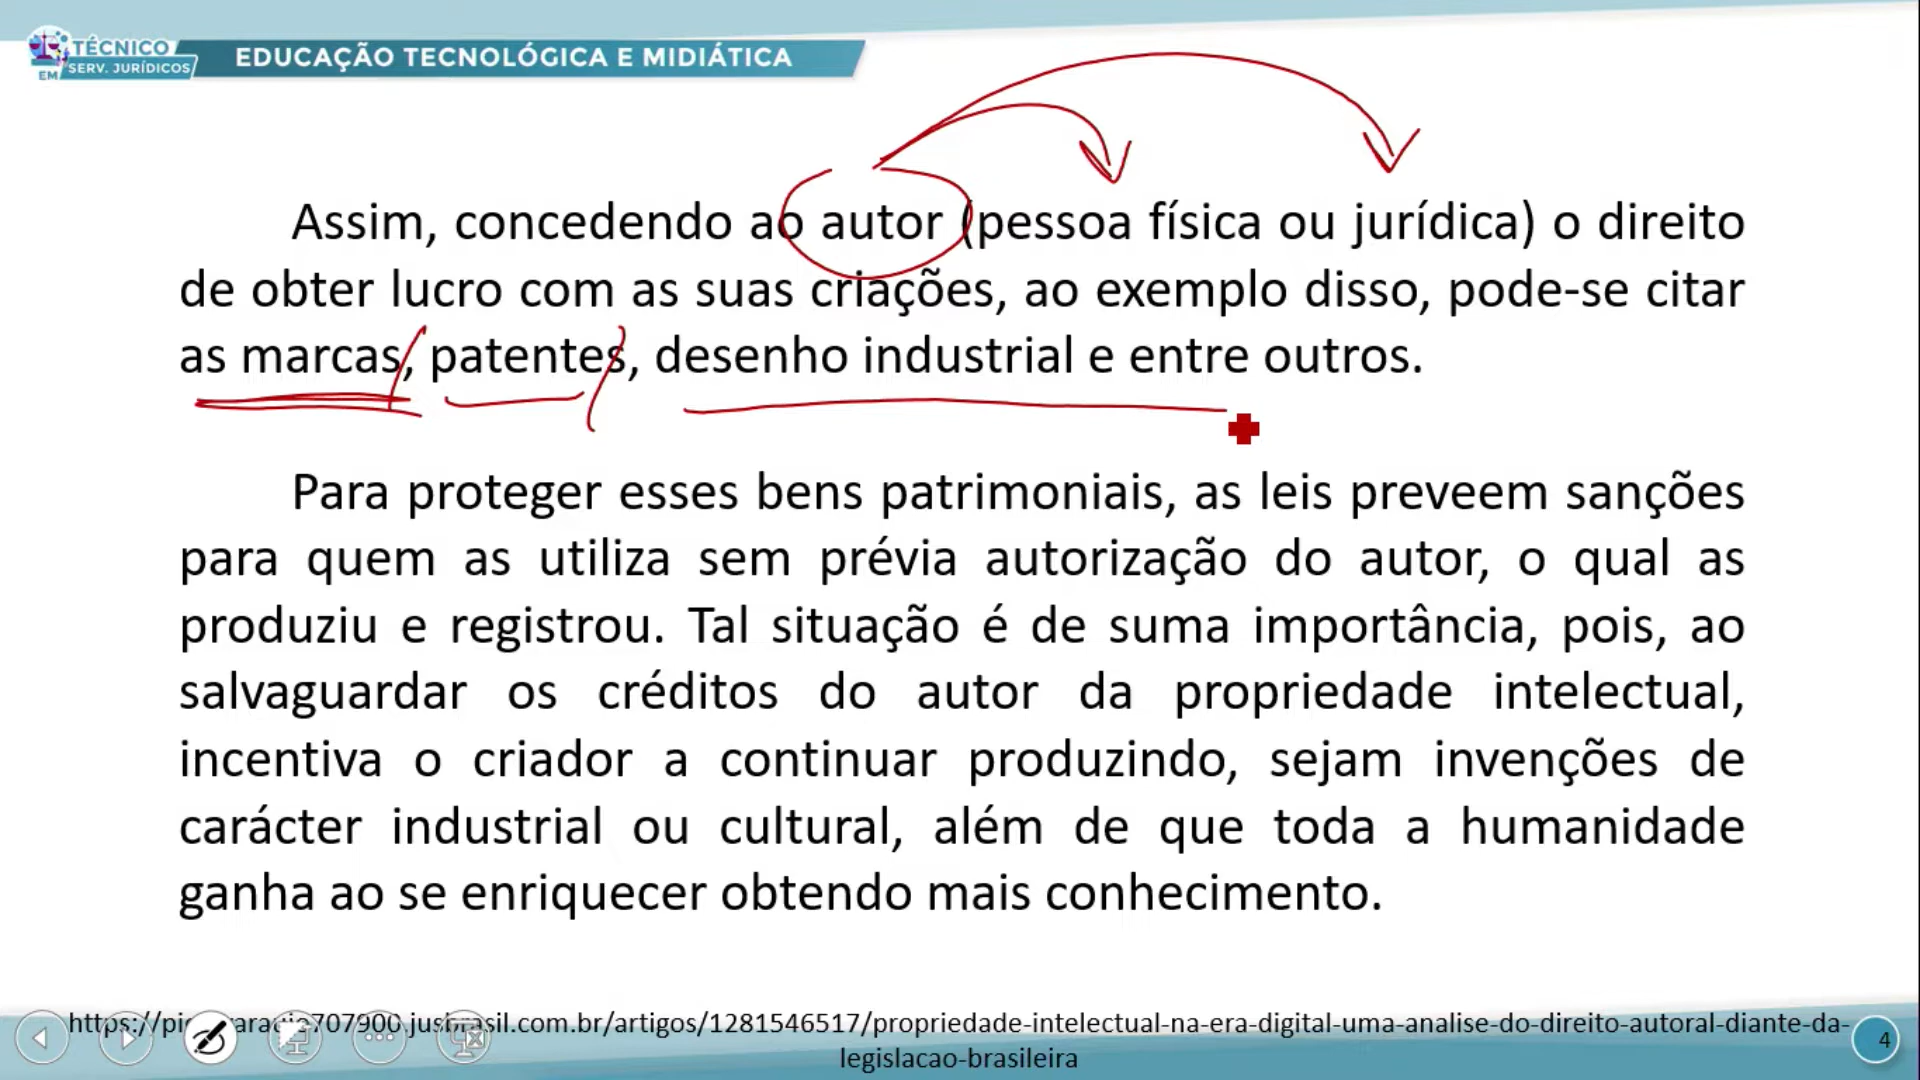 TÉCNICO
EM SERV. JURÍDICOS
EDUCAÇÃO TECNOLÓGICA E MIDIÁTICA
Assim, concedendo ao autor (pessoa física ou jurídica) o direito
de obter lucro com as suas criações, ao exemplo disso, pode-se citar
as marcas, patentes, desenho industrial e entre outros.
Para proteger esses bens patrimoniais, as leis preveem sanções
para quem as utiliza sem prévia autorização do autor, o qual as
produziu e registrou. Tal situação é de suma importância, pois, ao
salvaguardar os créditos do autor da propriedade intelectual,
incentiva o criador a continuar produzindo, sejam invenções de
carácter industrial ou cultural, além de que toda a humanidade
ganha ao se enriquecer obtendo mais conhecimento.
707900.jusbrasil.com.br/artigos/1281546517/propriedade-intelectual-na-era-digital-uma-analise-do-direito-autoral-diante-da-
legislacao-brasileira
4